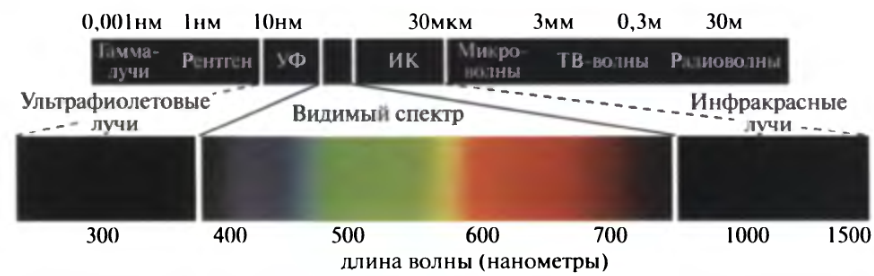 0,001нм 1нм 10нм 30мкм 3мм 0,3м 30м
Гамма-лучи Рентген УФ ИК Микро-волны ТВ-волны Радиоволны
Ультрафиолетовые лучи Видимый спектр Инфракрасные лучи
300 400 500 600 700 1000 1500
длина волны (нанометры)